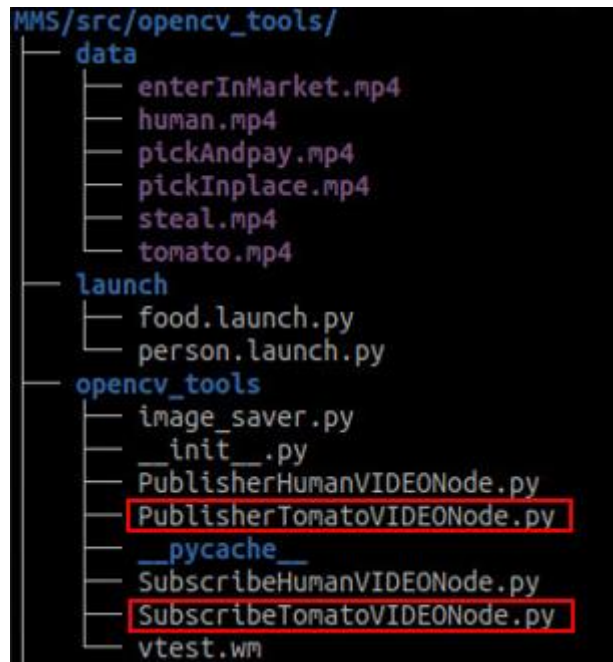 MMS/src/opencv_tools/
data
enterInMarket.mp4
human.mp4
pickAndpay.mp4
pickInplace.mp4
steal.mp4
tomato.mp4
launch
food.launch.py
person.launch.py
opencv_tools
image_saver.py
__init__.py
PublisherHumanVIDEONode.py
PublisherTomatoVIDEONode.py
__pycache__
SubscribeHumanVIDEONode.py
SubscribeTomatoVIDEONode.py
vtest.wm